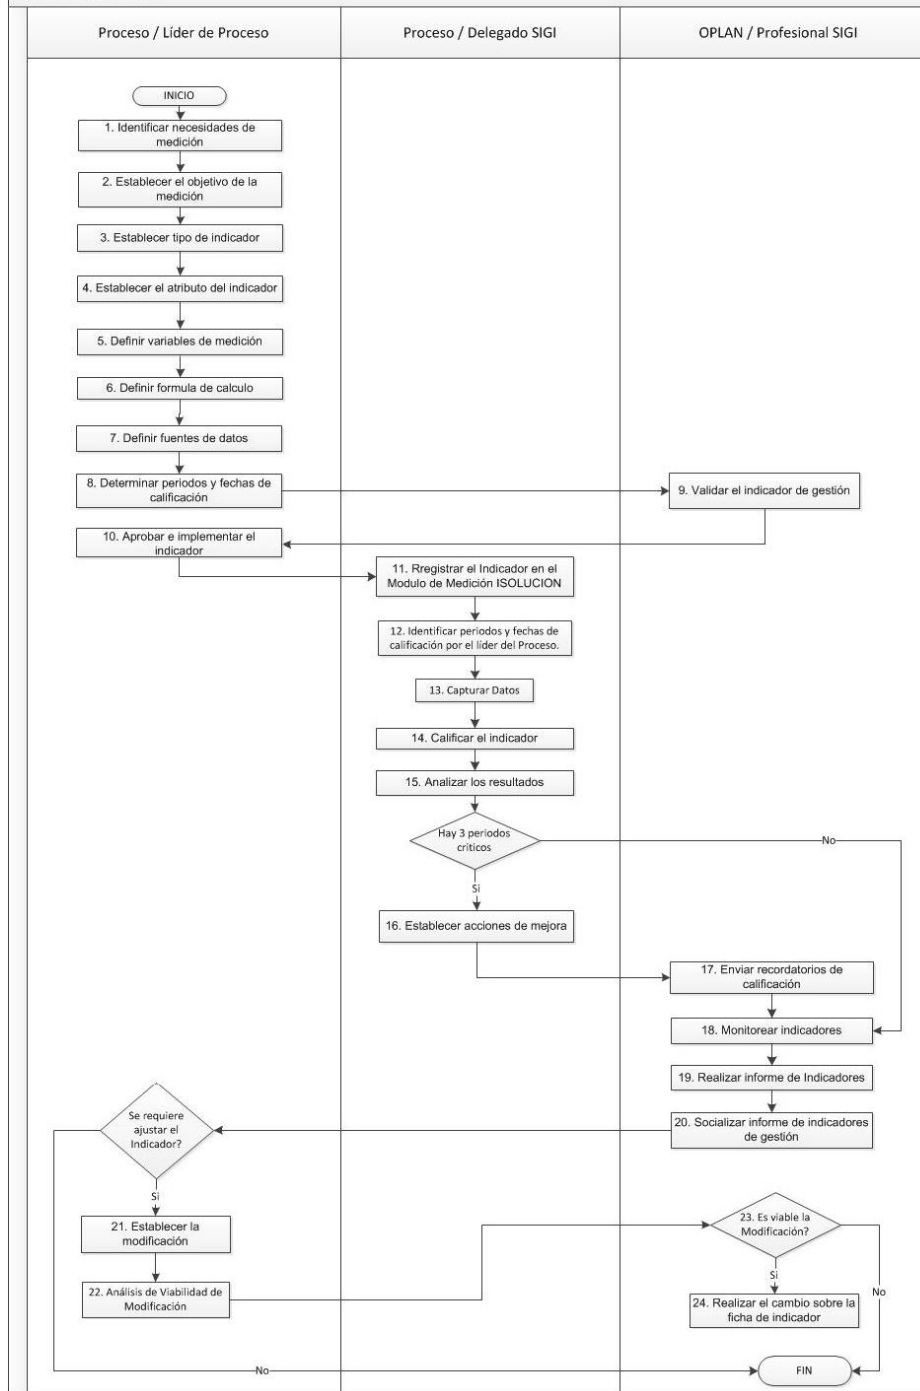 Proceso / Líder de Proceso
Proceso / Delegado SIGI
OPLAN / Profesional SIGI
INICIO
1. Identificar necesidades de
medición
2. Establecer el objetivo de la
medición
3. Establecer tipo de indicador
4. Establecer el atributo del indicador
5. Definir variables de medición
6. Definir formula de calculo
7. Definir fuentes de datos
8. Determinar periodos y fechas de
calificación
9. Validar el indicador de gestión
10. Aprobar e implementar el
indicador
11. Rregistrar el Indicador en el
Modulo de Medición ISOLUCION
12. Identificar periodos y fechas de
calificación por el líder del Proceso.
13. Capturar Datos
14. Calificar el indicador
15. Analizar los resultados
Hay 3 periodos
criticos
No
Si
16. Establecer acciones de mejora
17. Enviar recordatorios de
calificación
18. Monitorear indicadores
19. Realizar informe de Indicadores
20. Socializar informe de indicadores
de gestión
Se requiere
ajustar el
Indicador?
Si
21. Establecer la
modificación
22. Análisis de Viabilidad de
Modificación
23. Es viable la
Modificación?
Si
No
24. Realizar el cambio sobre la
ficha de indicador
No
FIN